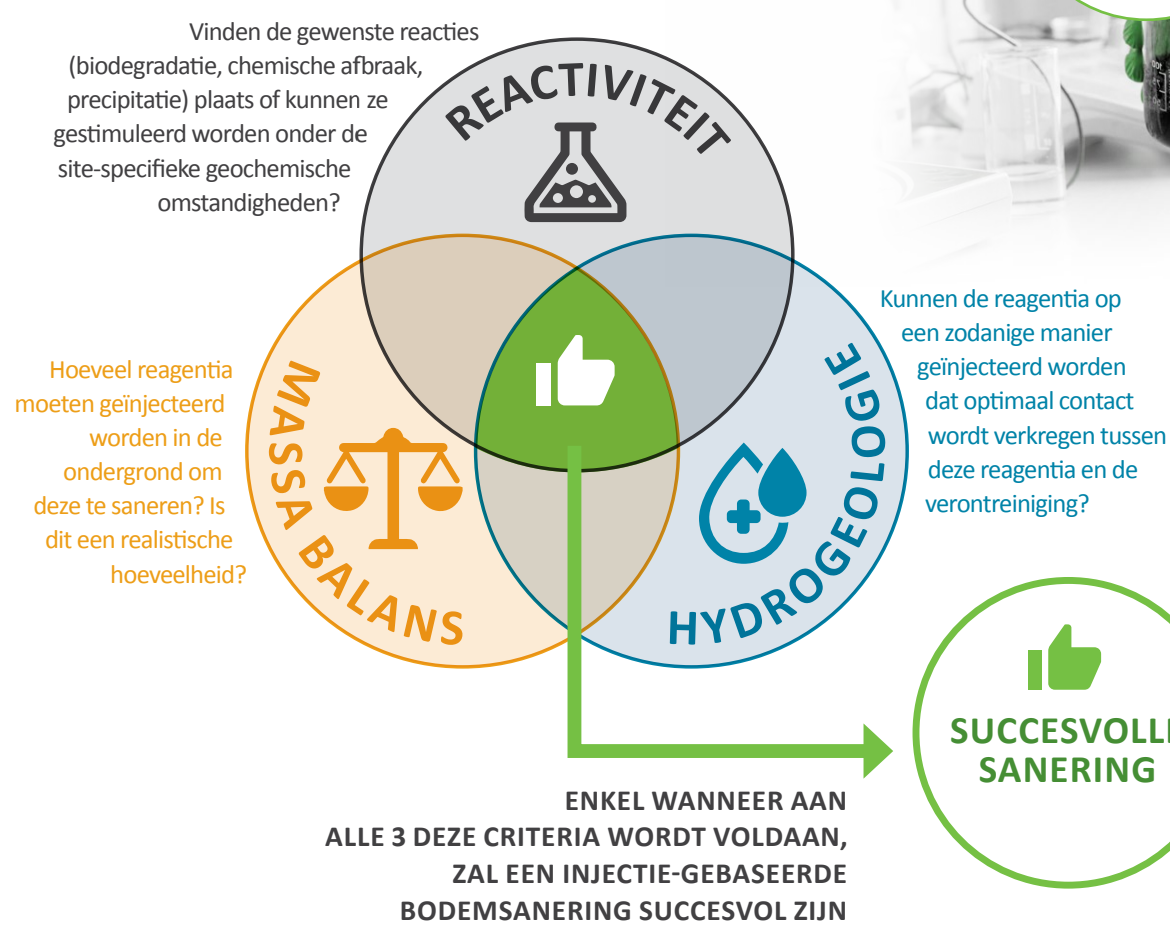 Vinden de gewenste reacties
(biodegradatie, chemische afbraak,
precipitatie) plaats of kunnen ze
gestimuleerd worden onder de
site-specifieke geochemische
omstandigheden?
REACTIVITEIT
Hoeveel reagentia
moeten geïnjecteerd
worden in de
ondergrond om
deze te saneren? Is
dit een realistische
hoeveelheid?
MASSA BALANS
HYDROGEOLOGIE
Kunnen de reagentia op
een zodanige manier
geïnjecteerd worden
dat optimaal contact
wordt verkregen tussen
deze reagentia en de
verontreiniging?
SUCCESVOLL
SANERING
ENKEL WANNEER AAN
ALLE 3 DEZE CRITERIA WORDT VOLDAAN,
ZAL EEN INJECTIE-GEBASEERDE
BODEMSANERING SUCCESVOL ZIJN